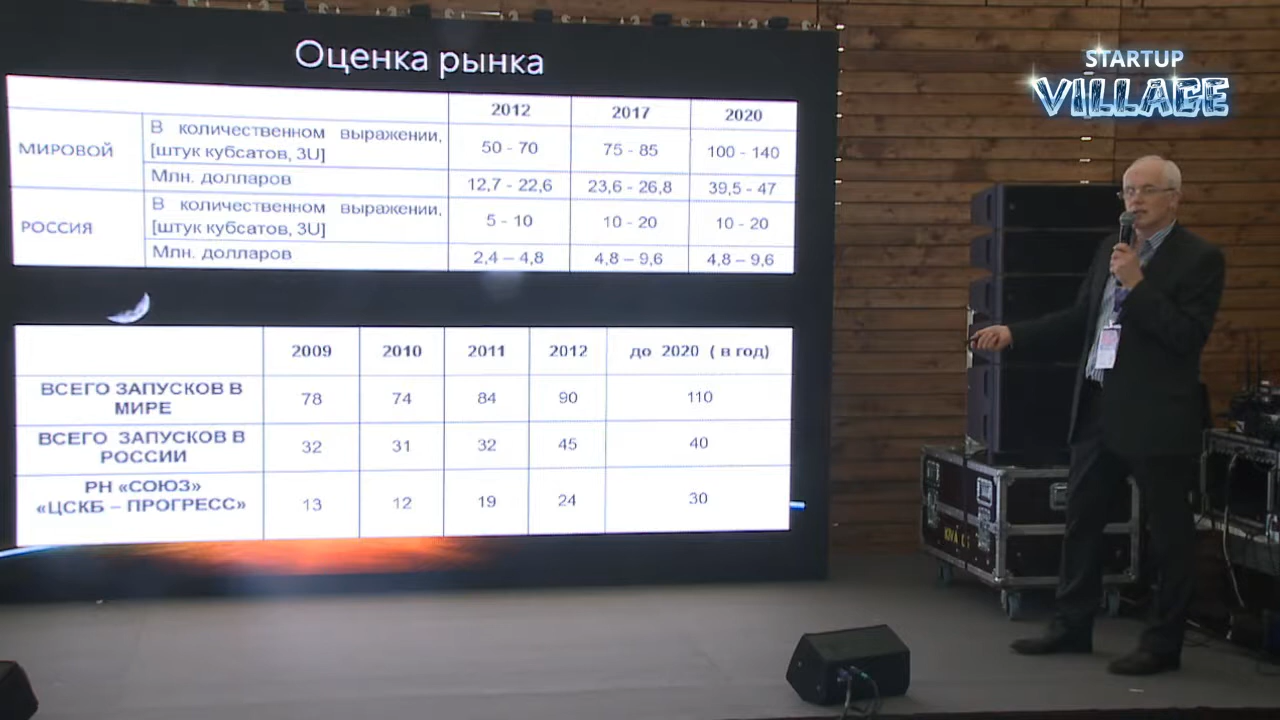 Оценка рынка
STARTUP
VILLAGE
2012 2017 2020
МИРОВОЙ
В количественном выражении, [штук кубсатов, 3U] 50 - 70 75 - 85 100 - 140
Млн. долларов 12,7 - 22,6 23,6 - 26,8 39,5 - 47
РОССИЯ
В количественном выражении, [штук кубсатов, 3U] 5 - 10 10 - 20 10 - 20
Млн. долларов 2,4 – 4,8 4,8 – 9,6 4,8 – 9,6
2009 2010 2011 2012 до 2020 ( в год)
ВСЕГО ЗАПУСКОВ В МИРЕ 78 74 84 90 110
ВСЕГО ЗАПУСКОВ В РОССИИ 32 31 32 45 40
РН «СОЮЗ» «ЦСКБ – ПРОГРЕСС» 13 12 19 24 30